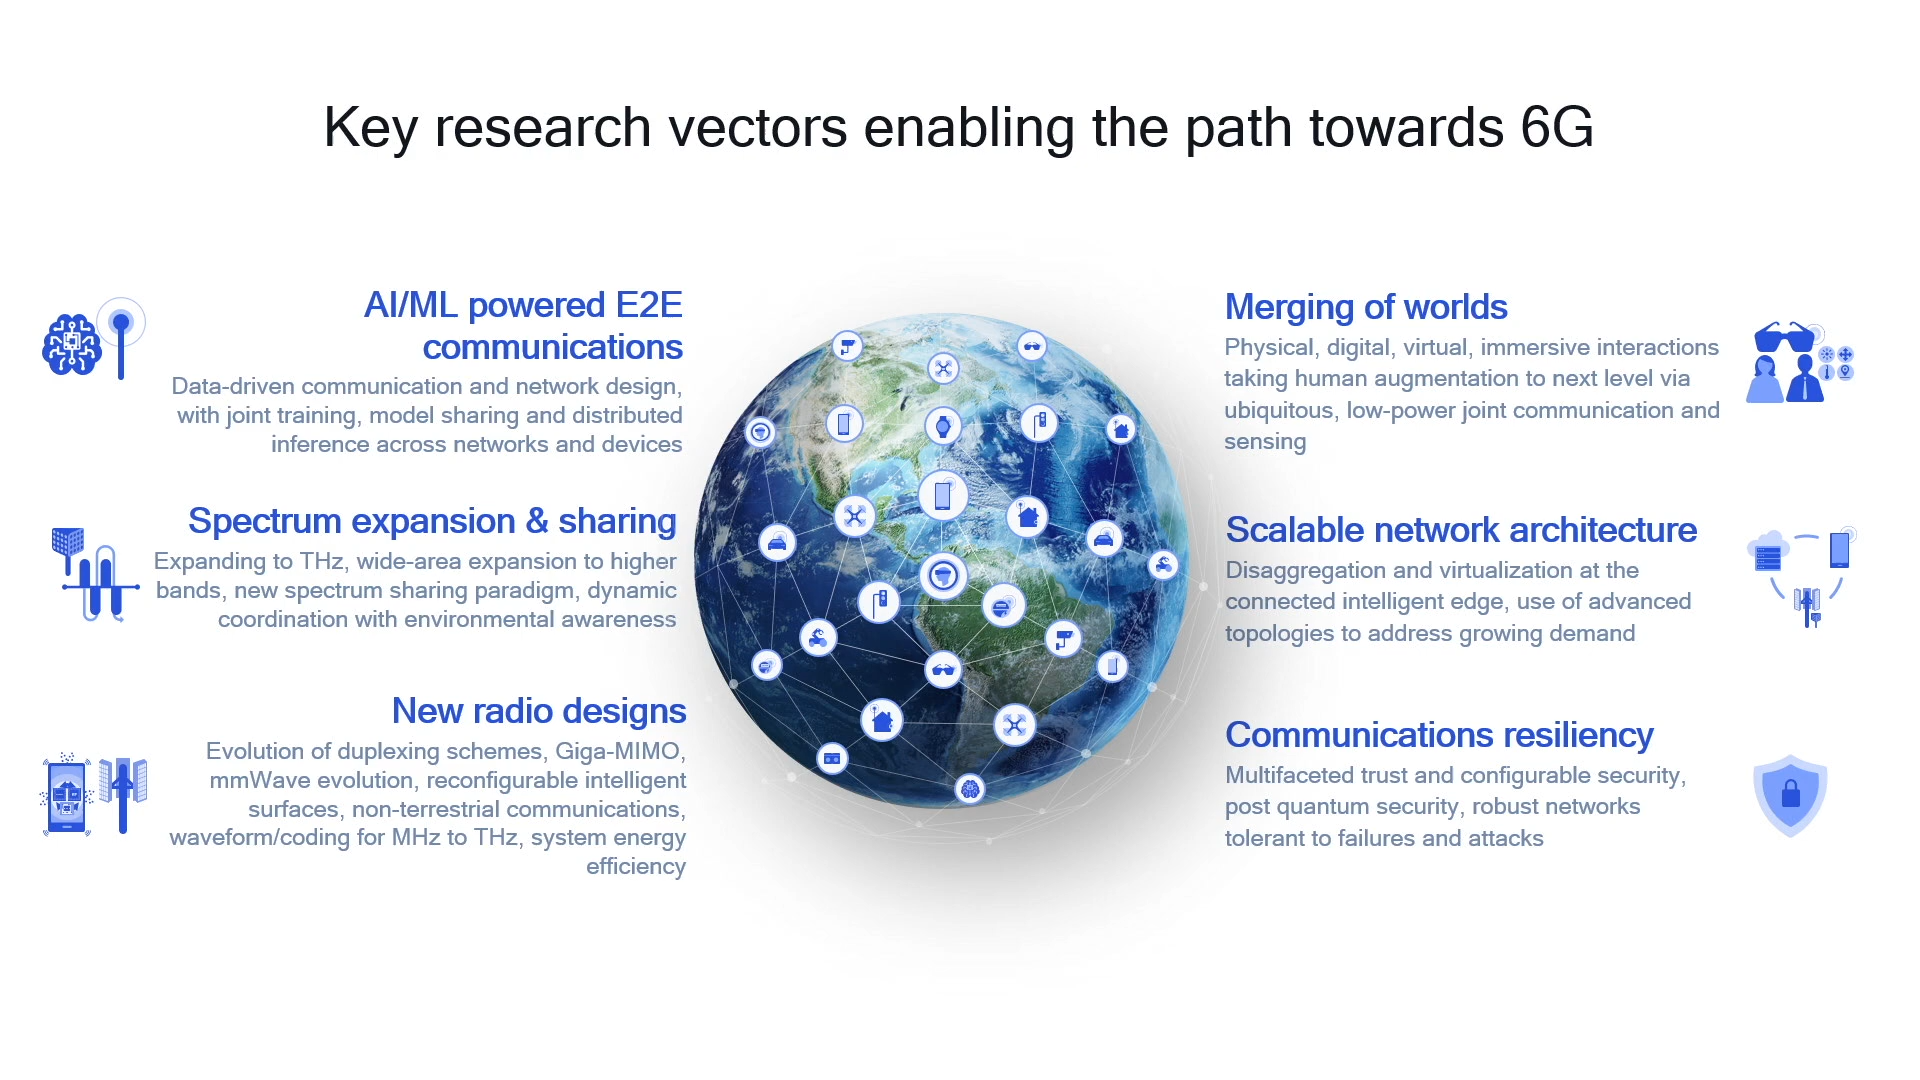 Key research vectors enabling the path towards 6G
AI/ML powered E2E
communications
Data-driven communication and network design,
with joint training, model sharing and distributed
inference across networks and devices
Spectrum expansion & sharing
Expanding to THz, wide-area expansion to higher
bands, new spectrum sharing paradigm, dynamic
coordination with environmental awareness
New radio designs
Evolution of duplexing schemes, Giga-MIMO,
mmWave evolution, reconfigurable intelligent
surfaces, non-terrestrial communications,
waveform/coding for MHz to THz, system energy
efficiency
Merging of worlds
Physical, digital, virtual, immersive interactions
taking human augmentation to next level via
ubiquitous, low-power joint communication and
sensing
Scalable network architecture
Disaggregation and virtualization at the
connected intelligent edge, use of advanced
topologies to address growing demand
Communications resiliency
Multifaceted trust and configurable security,
post quantum security, robust networks
tolerant to failures and attacks